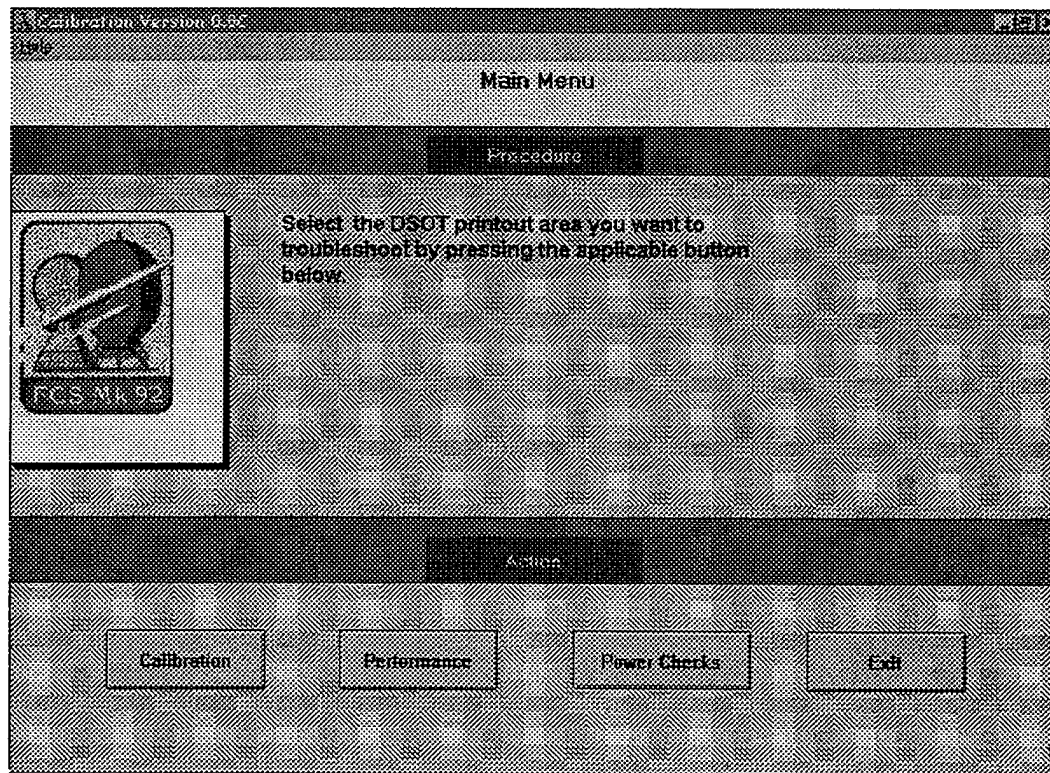 Calibration Version 0.6
Help
Main Menu
Procedure
Select the DSOT printout area you want to
troubleshoot by pressing the applicable button
below.
FCS Mk 92
Action
Calibration
Performance
Power Checks
Exit